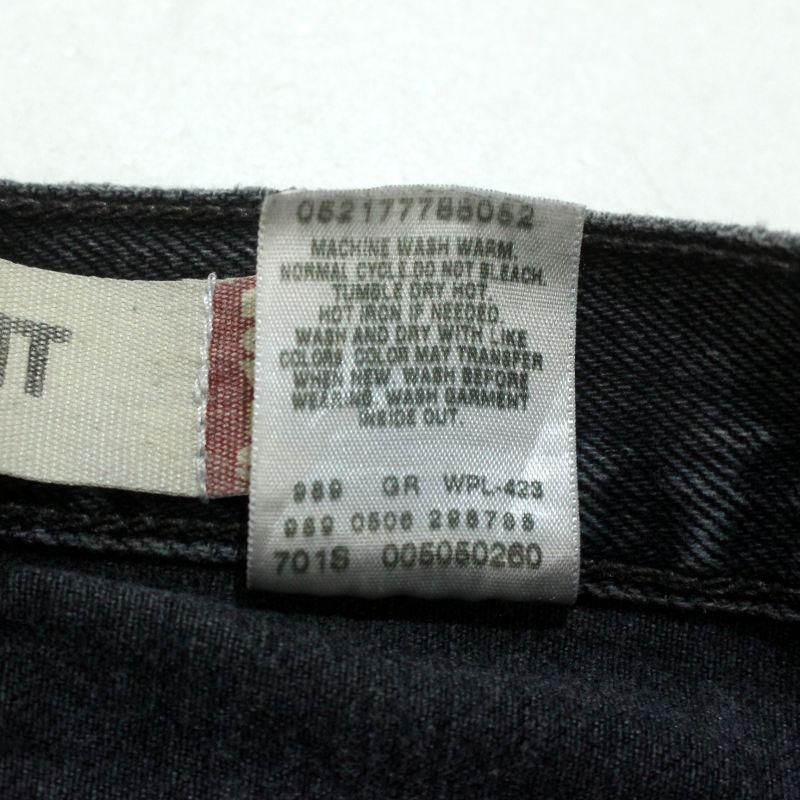 052177788052
MACHINE WASH WARM.
NORMAL CYCLE. DO NOT BLEACH.
TUMBLE DRY HOT.
HOT IRON IF NEEDED.
WASH AND DRY WITH LIKE
COLORS. COLOR MAY TRANSFER
WHEN NEW. WASH BEFORE
WEARING. WASH GARMENT
INSIDE OUT.
989 GR WPL-423
989 0506 298788
701S 005050260
UT